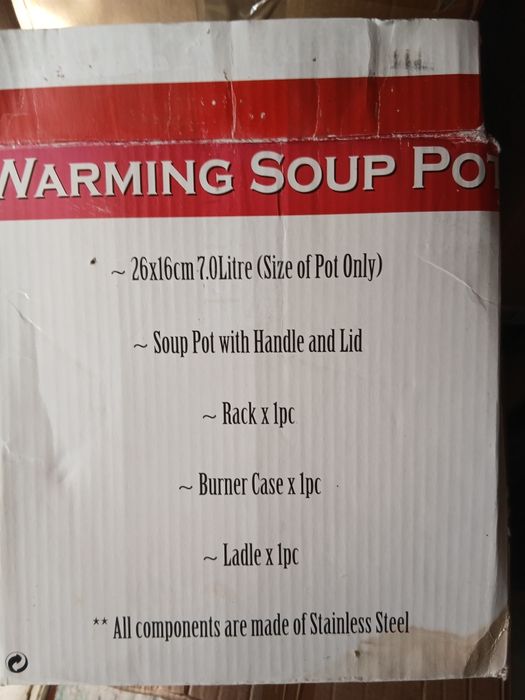 WARMING SOUP POT
~ 26x16cm 7.0Litre (Size of Pot Only)
~ Soup Pot with Handle and Lid
~ Rack x 1pc
~ Burner Case x 1pc
~ Ladle x 1pc
** All components are made of Stainless Steel